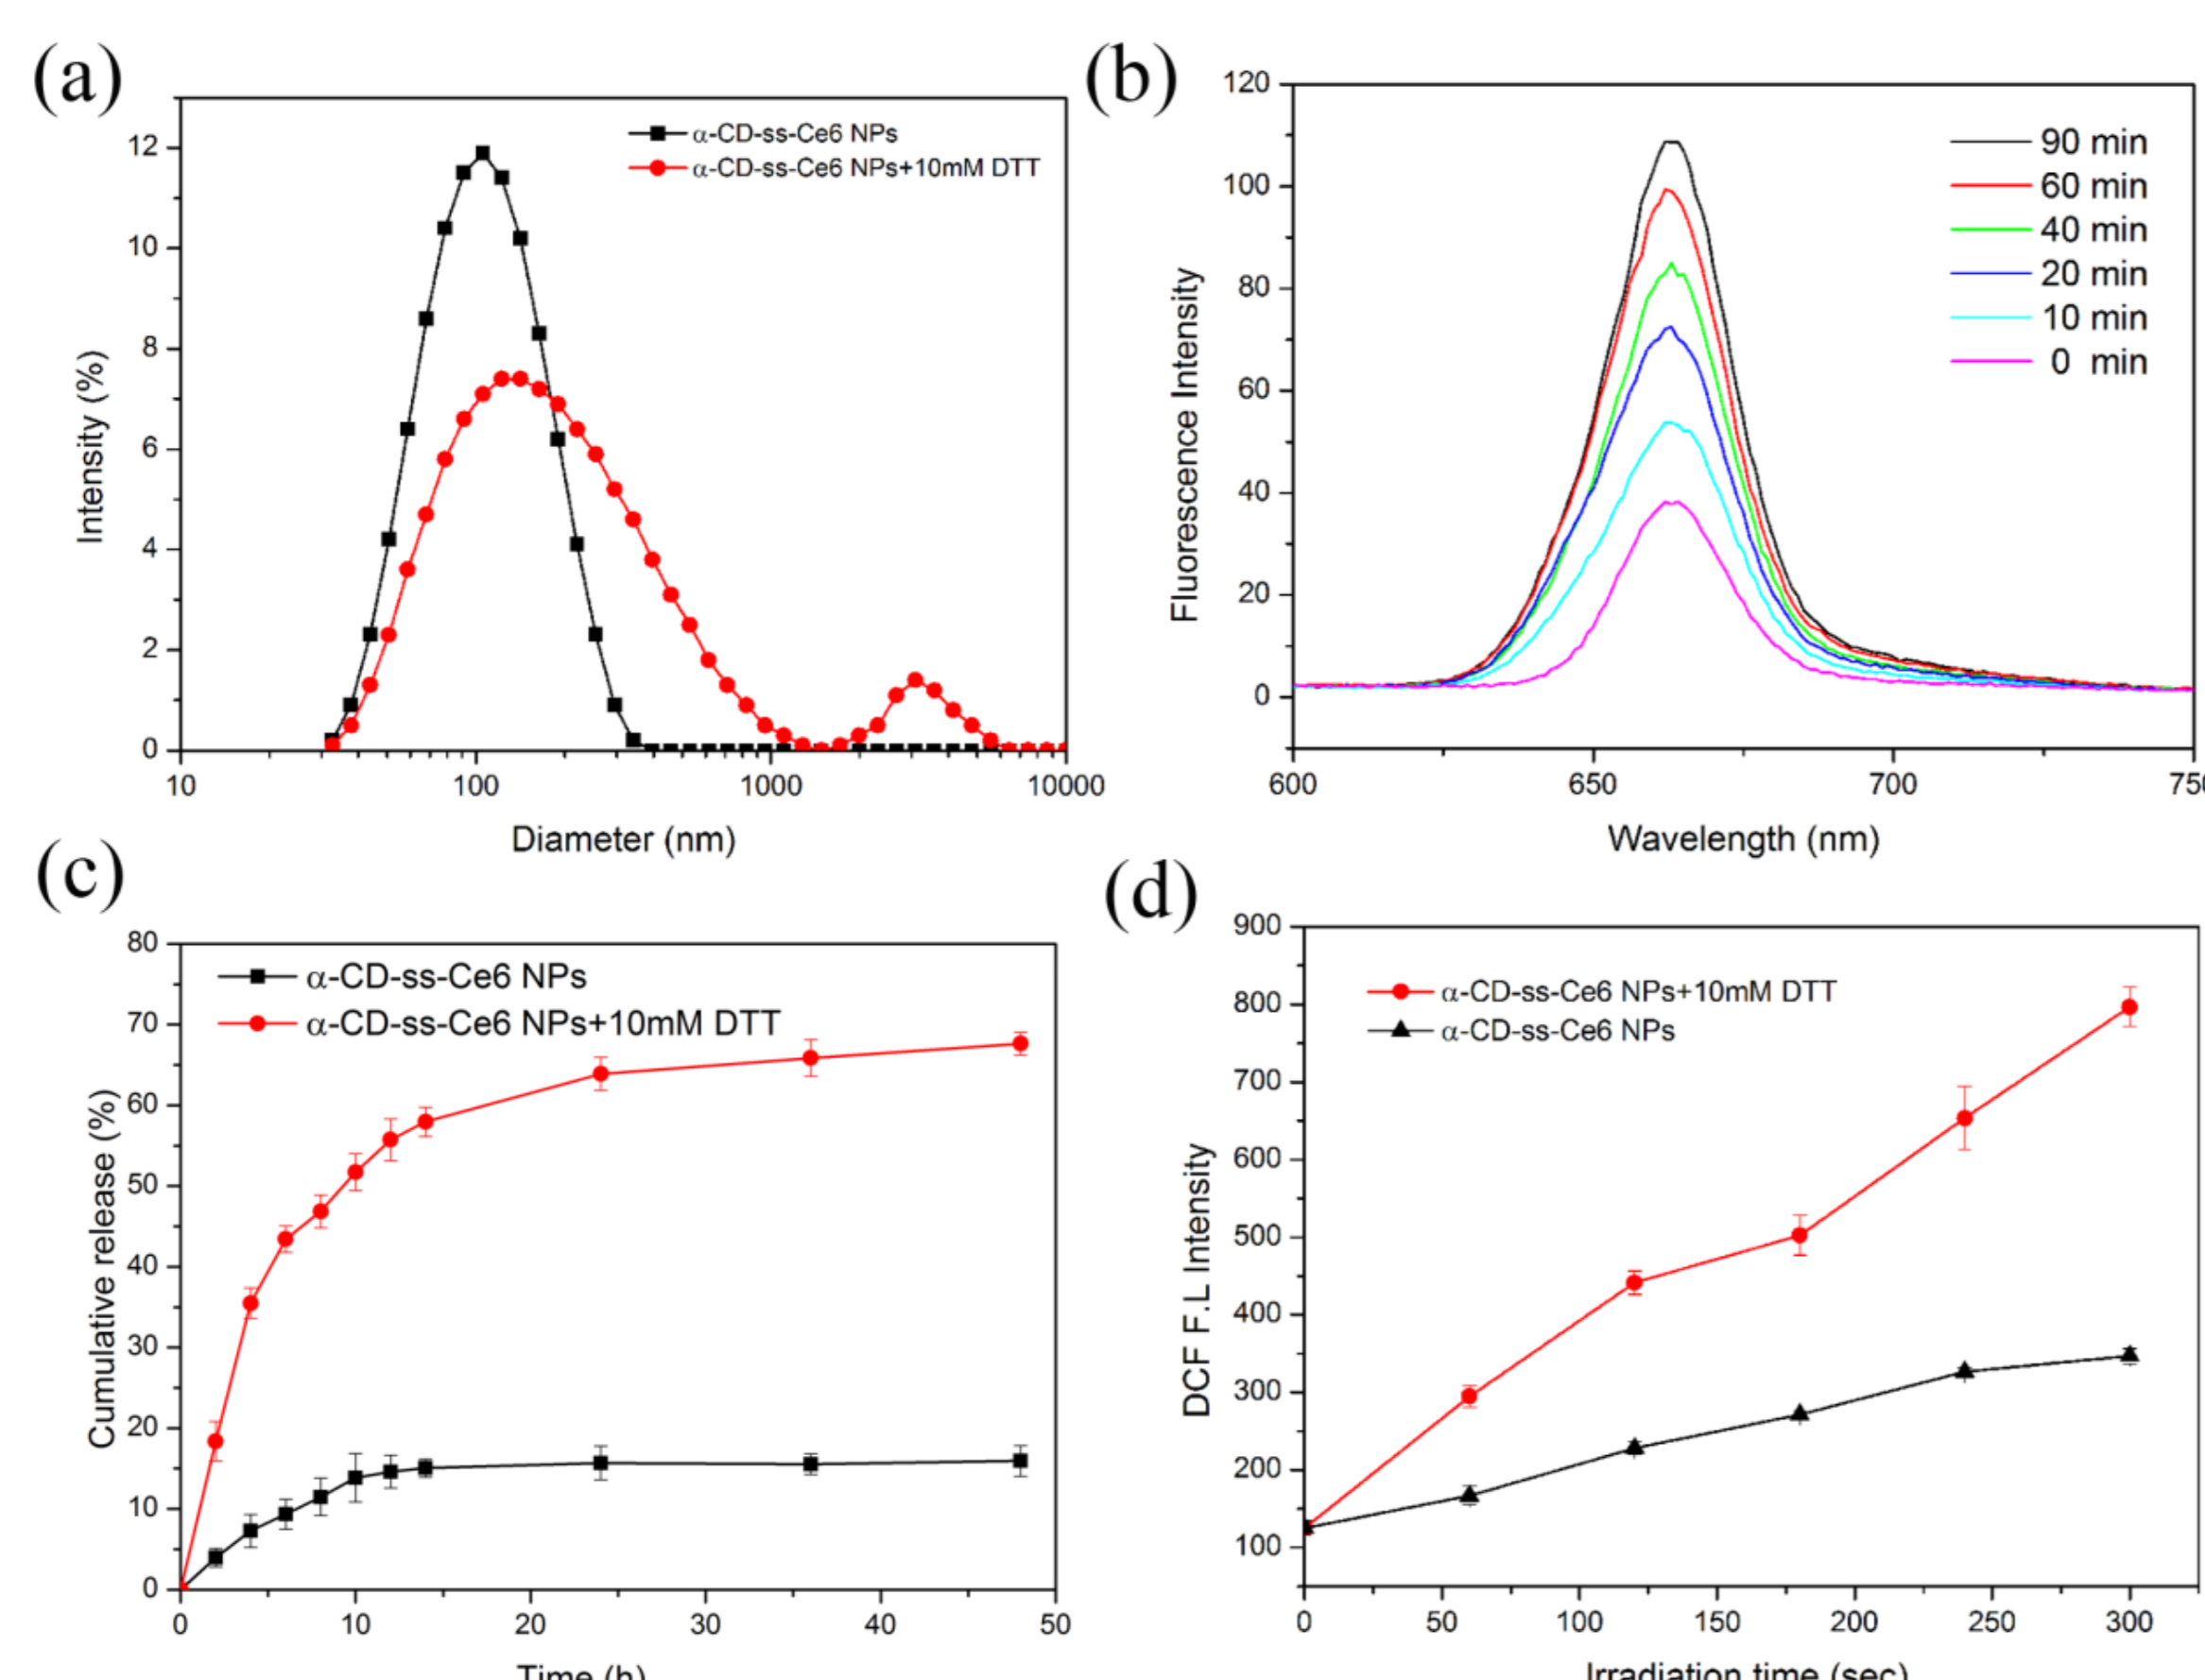 (a)
12
10
8
6
4
2
0
Intensity (%)
α-CD-ss-Ce6 NPs
α-CD-ss-Ce6 NPs+10mM DTT
10 100 1000 10000
Diameter (nm)
(b)
120
100
80
60
40
20
0
Fluorescence Intensity
90 min
60 min
40 min
20 min
10 min
0 min
600 650 700 750
Wavelength (nm)
(c)
80
70
60
50
40
30
20
10
0
Cumulative release (%)
α-CD-ss-Ce6 NPs
α-CD-ss-Ce6 NPs+10mM DTT
0 10 20 30 40 50
Time (h)
(d)
900
800
700
600
500
400
300
200
100
DCF F.L Intensity
α-CD-ss-Ce6 NPs+10mM DTT
α-CD-ss-Ce6 NPs
0 50 100 150 200 250 300
Irradiation time (sec)